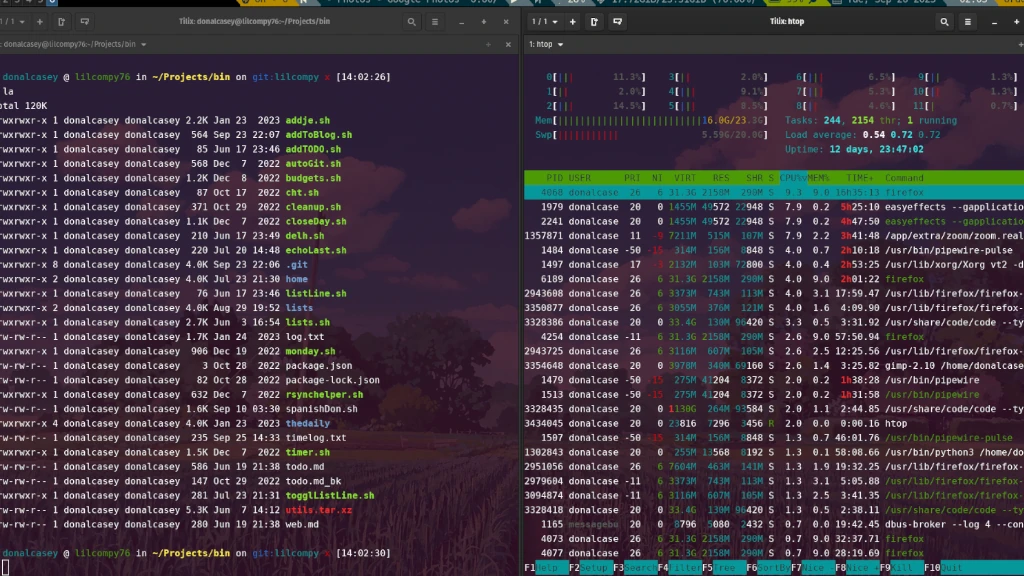 Tilix: donalcasey@lilcompy76:~/Projects/bin
1 / 1
Tilix: htop
: donalcasey@lilcompy76:~/Projects/bin
1: htop
donalcasey @ lilcompy76 in ~/Projects/bin on git:lilcompy x [14:02:26]
la
otal 120K
rwxrwxr-x 1 donalcasey donalcasey 2.2K Jan 23 2023 addje.sh
rwxrwxr-x 1 donalcasey donalcasey 564 Sep 23 22:07 addToBlog.sh
rwxrwxr-x 1 donalcasey donalcasey 85 Jun 17 23:46 addTODO.sh
rwxrwxr-x 1 donalcasey donalcasey 568 Dec 7 2022 autoGit.sh
rwxrwxr-x 1 donalcasey donalcasey 1.2K Dec 8 2022 budgets.sh
rwxrwxr-x 1 donalcasey donalcasey 87 Oct 17 2022 cht.sh
rwxrwxr-x 1 donalcasey donalcasey 371 Oct 29 2022 cleanup.sh
rwxrwxr-x 1 donalcasey donalcasey 1.1K Dec 7 2022 closeDay.sh
rwxrwxr-x 1 donalcasey donalcasey 210 Jun 17 23:49 delh.sh
rwxrwxr-x 1 donalcasey donalcasey 220 Jul 20 14:48 echoLast.sh
rwxrwxr-x 8 donalcasey donalcasey 4.0K Sep 23 22:06 .git
rwxrwxr-x 2 donalcasey donalcasey 4.0K Jul 23 21:30 home
rwxrwxr-x 1 donalcasey donalcasey 76 Jun 17 23:46 listLine.sh
rwxrwxr-x 2 donalcasey donalcasey 4.0K Aug 29 19:52 lists
rwxrwxr-x 1 donalcasey donalcasey 2.7K Jun 3 16:54 lists.sh
rwxrwxr-x 1 donalcasey donalcasey 1.7K Jan 24 2023 log.txt
rwxrwxr-x 1 donalcasey donalcasey 906 Dec 19 2022 monday.sh
rw-rw-r-- 1 donalcasey donalcasey 3 Oct 28 2022 package.json
rw-rw-r-- 1 donalcasey donalcasey 82 Oct 28 2022 package-lock.json
rwxrwxr-x 1 donalcasey donalcasey 632 Dec 7 2022 rsynchelper.sh
rw-rw-r-- 1 donalcasey donalcasey 1.6K Sep 10 03:30 spanishDon.sh
rwxrwxr-x 4 donalcasey donalcasey 4.0K Jan 23 2023 thedaily
rw-rw-r-- 1 donalcasey donalcasey 235 Sep 25 14:33 timelog.txt
rwxrwxr-x 1 donalcasey donalcasey 1.5K Dec 7 2022 timer.sh
rw-rw-r-- 1 donalcasey donalcasey 586 Jun 19 21:38 todo.md
rw-rw-r-- 1 donalcasey donalcasey 147 Oct 29 2022 todo.md_bk
rwxrwxr-x 1 donalcasey donalcasey 281 Jul 23 21:31 togglListLine.sh
rw-rw-r-- 1 donalcasey donalcasey 5.3K Jun 7 14:12 utils.tar.xz
rw-rw-r-- 1 donalcasey donalcasey 280 Jun 19 21:38 web.md
donalcasey @ lilcompy76 in ~/Projects/bin on git:lilcompy x [14:02:30]
0[ 11.3%] 3[ 2.0%] 6[ 6.5%] 9[ 1.3%]
1[ 2.0%] 4[ 9.1%] 7[ 5.3%] 10[ 1.3%]
2[ 14.5%] 5[ 8[ 4.6%] 11[ 0.7%]
Mem[ 16.0G/23.3G] Tasks: 244, 2154 thr; 1 running
Swp[ 5.59G/29.0G] Load average: 0.54 0.72 0.72
Uptime: 12 days, 23:47:02
PID USER PRI NI VIRT RES SHR S CPU% MEM% TIME+ Command
4068 donalcase 26 6 31.3G 2158M 290M S 9.3 9.0 16h35:13 firefox
1979 donalcase 20 0 1455M 49572 22948 S 7.9 0.2 5h25:10 easyeffects --gapplicatio
2241 donalcase 20 0 1455M 49572 22948 S 7.9 0.2 4h47:50 easyeffects --gapplicatio
1357871 donalcase 11 -9 7211M 515M 107M S 7.9 2.2 3h41:48 /app/extra/zoom/zoom.real
1484 donalcase -50 -15 314M 156M 8848 S 4.0 0.7 2h10:18 /usr/bin/pipewire-pulse
1497 donalcase 17 2132M 103M 72800 S 4.0 0.4 2h53:25 /usr/lib/xorg/Xorg vt2 -d
6189 donalcase 26 6 31.3G 2158M 290M S 4.0 9.0 2h01:22 firefox
2943608 donalcase 26 6 3373M 743M 113M S 4.0 3.1 17:59.47 /usr/lib/firefox/firefox-
3350877 donalcase 26 6 3055M 376M 121M S 4.0 1.6 4:09.90 /usr/lib/firefox/firefox-
3328386 donalcase 20 0 33.4G 130M 96420 S 3.3 0.5 3:31.92 /usr/share/code/code --ty
4254 donalcase -11 6 31.3G 2158M 290M S 2.6 9.0 57:50.94 firefox
2943725 donalcase 26 6 3116M 607M 105M S 2.6 2.5 12:25.56 /usr/lib/firefox/firefox-
3354648 donalcase 20 0 3978M 340M 69160 S 2.6 1.4 3:25.82 gimp-2.10 /home/donalcase
1479 donalcase -50 -15 275M 41204 8372 S 2.0 0.2 1h38:28 /usr/bin/pipewire
1513 donalcase -50 -15 275M 41204 8372 S 2.0 0.2 1h31:58 /usr/bin/pipewire
3328435 donalcase 20 0 1130G 264M 93584 S 2.0 1.1 2:44.85 /usr/share/code/code --ty
3434045 donalcase 20 0 23816 7296 3456 R 2.0 0.0 0:00.16 htop
1507 donalcase -50 -15 314M 156M 8848 S 1.3 0.7 46:01.76 /usr/bin/pipewire-pulse
1302043 donalcase 20 0 255M 13568 8192 S 1.3 0.1 58:08.66 /usr/bin/python3 /home/do
2951056 donalcase 26 6 7604M 463M 141M S 1.3 1.9 19:32.25 /usr/lib/firefox/firefox-
2979604 donalcase -11 6 3373M 743M 113M S 1.3 3.1 5:05.88 /usr/lib/firefox/firefox-
3094874 donalcase -11 6 3116M 607M 105M S 1.3 2.5 3:41.35 /usr/lib/firefox/firefox-
3328418 donalcase 20 0 33.4G 130M 96420 S 1.3 0.5 2:38.11 /usr/share/code/code --ty
1165 messagebu 20 0 8796 5080 2432 S 0.7 0.0 19:42.45 dbus-broker --log 4 --con
4073 donalcase 20 0 31.3G 2158M 290M S 0.7 9.0 32:37.71 firefox
4077 donalcase 26 6 31.3G 2158M 290M S 0.7 9.0 28:19.69 firefox
F1Help F2Setup F3Search F4Filter F5Tree F6SortBy F7Nice - F8Nice + F9Kill F10Quit